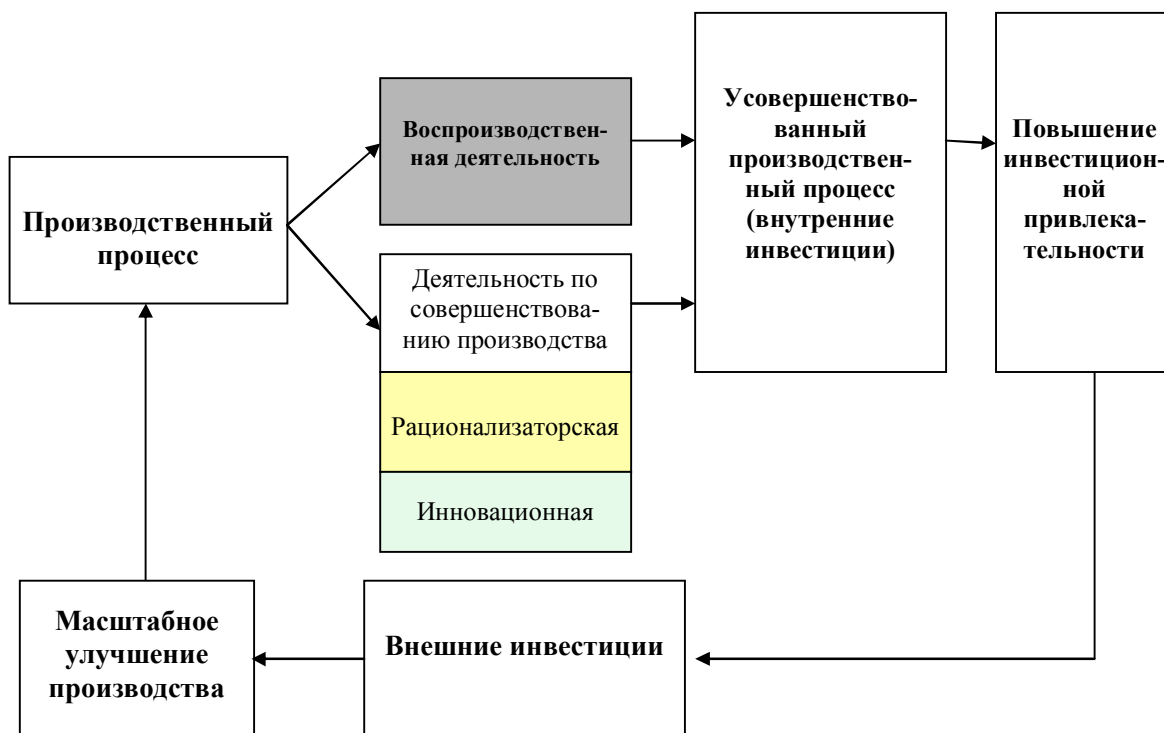 Производственный
процесс
Воспроизводствен-
ная деятельность
Деятельность по
совершенствова-
нию производства
Рационализаторская
Инновационная
Усовершенство-
ванный
производствен-
ный процесс
(внутренние
инвестиции)
Повышение
инвестицион-
ной
привлека-
тельности
Масштабное
улучшение
производства
Внешние инвестиции